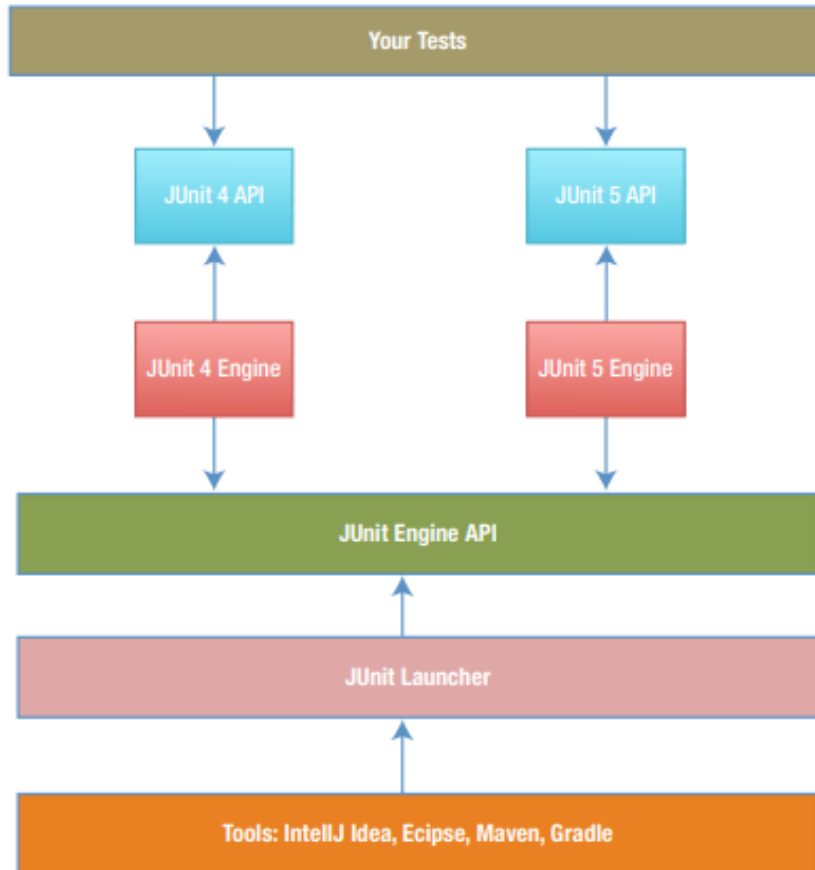 Your Tests
JUnit 4 API
JUnit 5 API
JUnit 4 Engine
JUnit 5 Engine
JUnit Engine API
JUnit Launcher
Tools: IntellJ Idea, Ecipse, Maven, Gradle